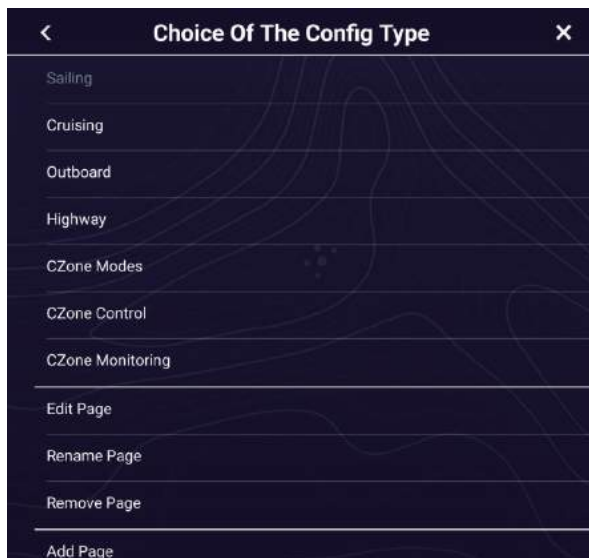 Choice Of The Config Type
Sailing
Cruising
Outboard
Highway
CZone Modes
CZone Control
CZone Monitoring
Edit Page
Rename Page
Remove Page
Add Page